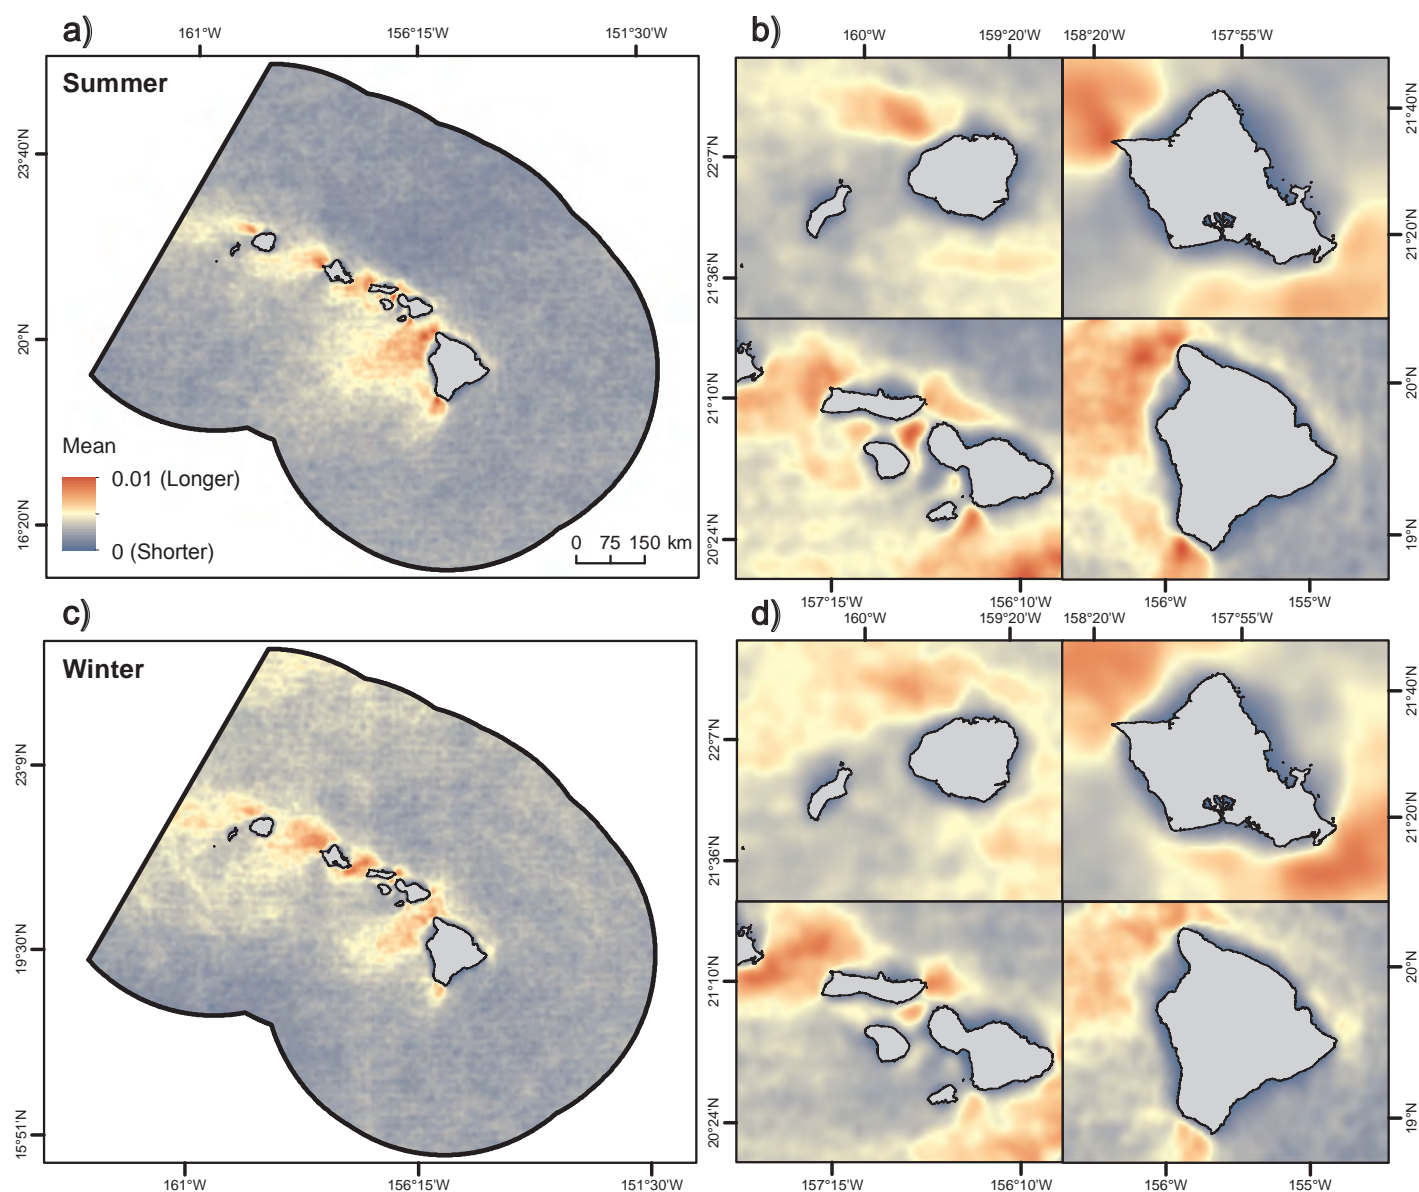 a)
161°W 156°15'W 151°30'W
Summer
23°40'N
20°N
16°20'N
Mean
0.01 (Longer)
0 (Shorter)
0 75 150 km
b)
160°W 159°20'W 158°20'W 157°55'W
22°7'N
21°36'N
21°40'N
21°20'N
21°10'N
20°24'N
20°N
19°N
157°15'W 156°10'W 156°W 155°W
c)
Winter
23°9'N
19°30'N
15°51'N
161°W 156°15'W 151°30'W
d)
160°W 159°20'W 158°20'W 157°55'W
22°7'N
21°36'N
21°40'N
21°20'N
21°10'N
20°24'N
20°N
19°N
157°15'W 156°10'W 156°W 155°W